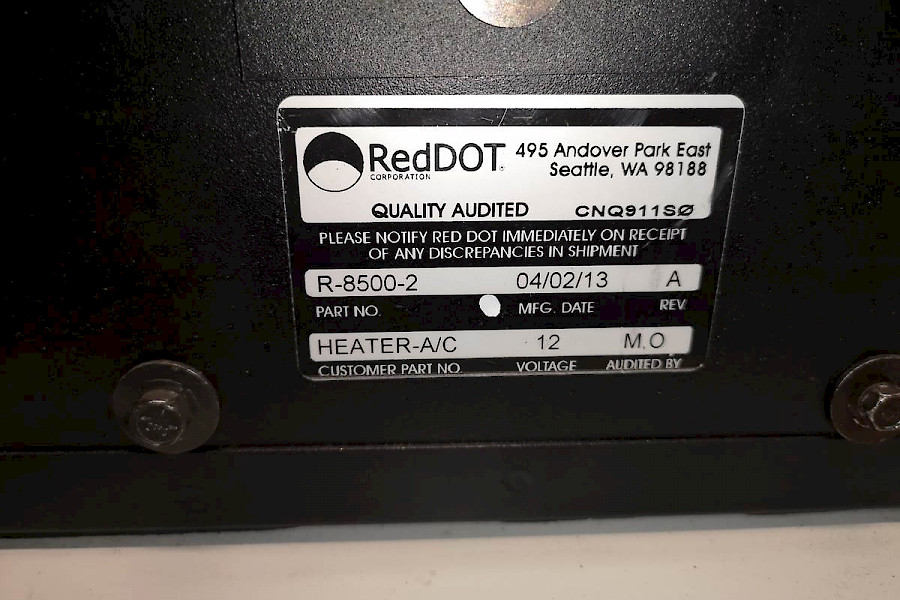 RedDOT
CORPORATION
495 Andover Park East
Seattle, WA 98188
QUALITY AUDITED CNQ911SØ
PLEASE NOTIFY RED DOT IMMEDIATELY ON RECEIPT
OF ANY DISCREPANCIES IN SHIPMENT
R-8500-2 04/02/13 A
PART NO. MFG. DATE REV
HEATER-A/C 12 M.O
CUSTOMER PART NO. VOLTAGE AUDITED BY